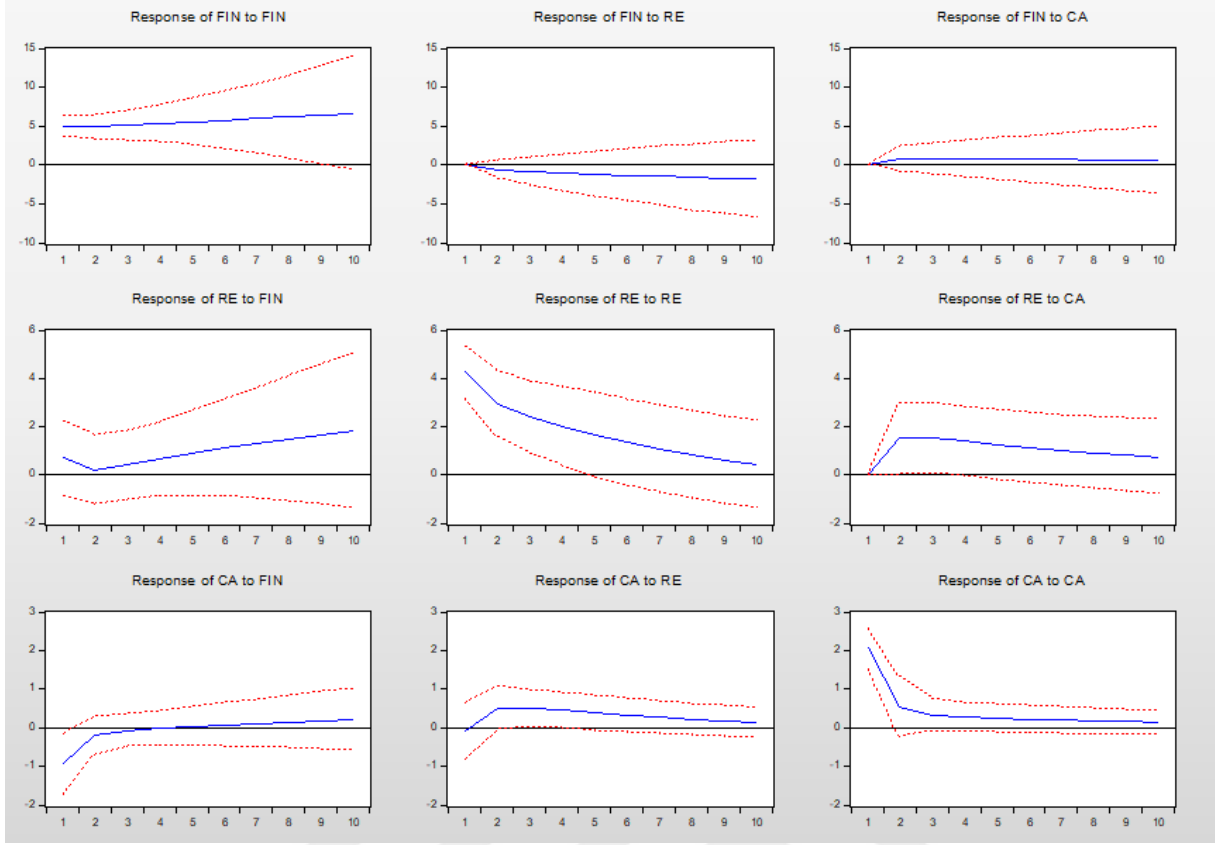 Response of FIN to FIN
15
10
5
0
-5
-10
1 2 3 4 5 6 7 8 9 10
Response of FIN to RE
15
10
5
0
-5
-10
1 2 3 4 5 6 7 8 9 10
Response of FIN to CA
15
10
5
0
-5
-10
1 2 3 4 5 6 7 8 9 10
Response of RE to FIN
6
4
2
0
-2
1 2 3 4 5 6 7 8 9 10
Response of RE to RE
6
4
2
0
-2
1 2 3 4 5 6 7 8 9 10
Response of RE to CA
6
4
2
0
-2
1 2 3 4 5 6 7 8 9 10
Response of CA to FIN
3
2
1
0
-1
-2
1 2 3 4 5 6 7 8 9 10
Response of CA to RE
3
2
1
0
-1
-2
1 2 3 4 5 6 7 8 9 10
Response of CA to CA
3
2
1
0
-1
-2
1 2 3 4 5 6 7 8 9 10